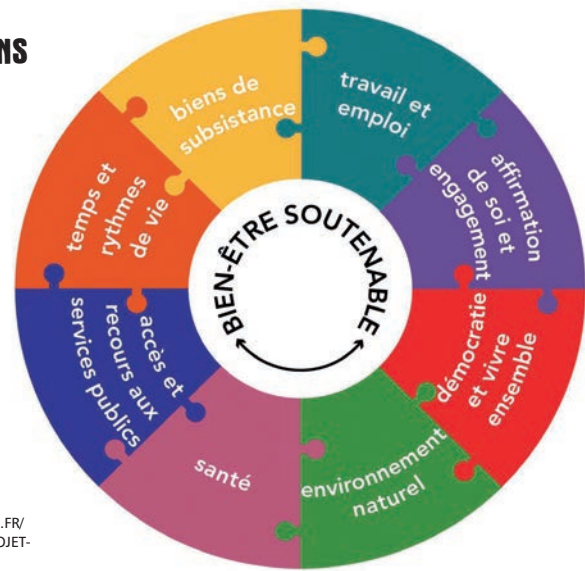 NS
biens de
subsistance
travail et
emploi
affirmation
de soi et
engagement
démocratie
et vivre
ensemble
environnement
naturel
santé
accès et
recours aux
services publics
temps et
rythmes
de vie
BIEN-ÊTRE SOUTENABLE
.FR/
OJET-